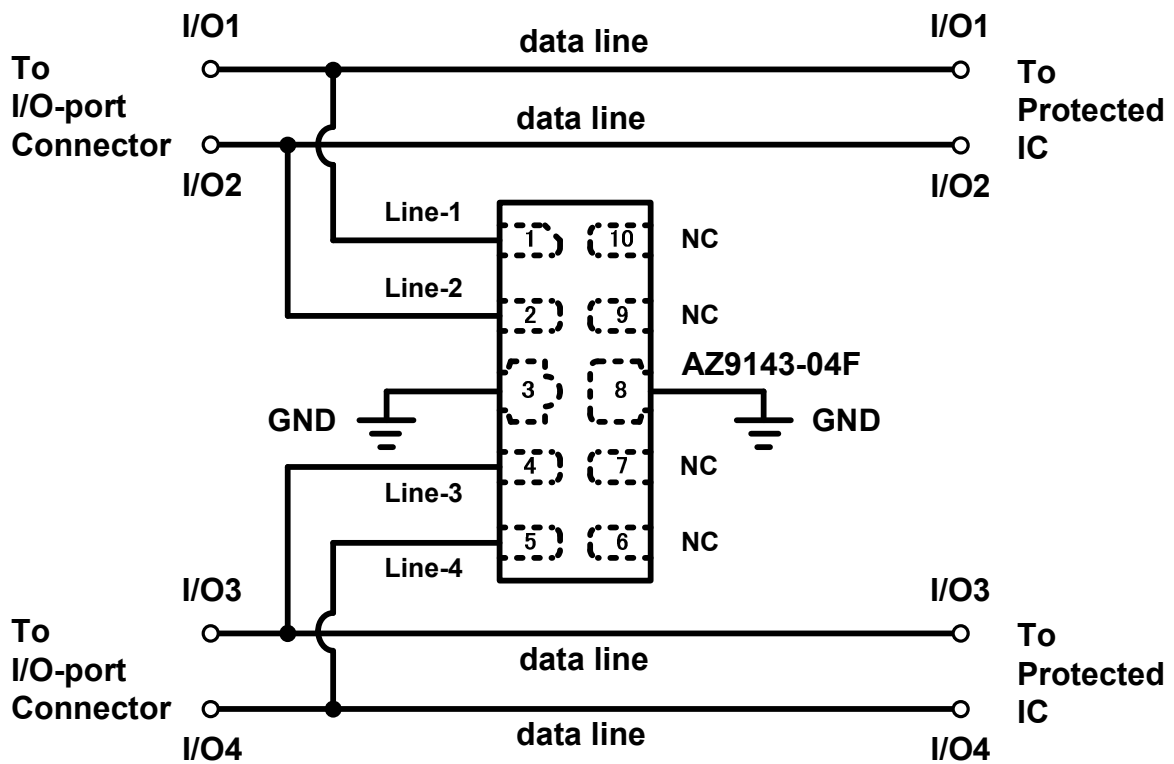 I/O1
data line
I/O1
To
I/O-port
Connector
To
Protected
IC
data line
I/O2
I/O2
Line-1
1
10
NC
Line-2
2
9
NC
AZ9143-04F
3
8
GND
GND
4
7
NC
Line-3
5
6
NC
Line-4
I/O3
I/O3
To
I/O-port
Connector
data line
To
Protected
IC
data line
I/O4
I/O4